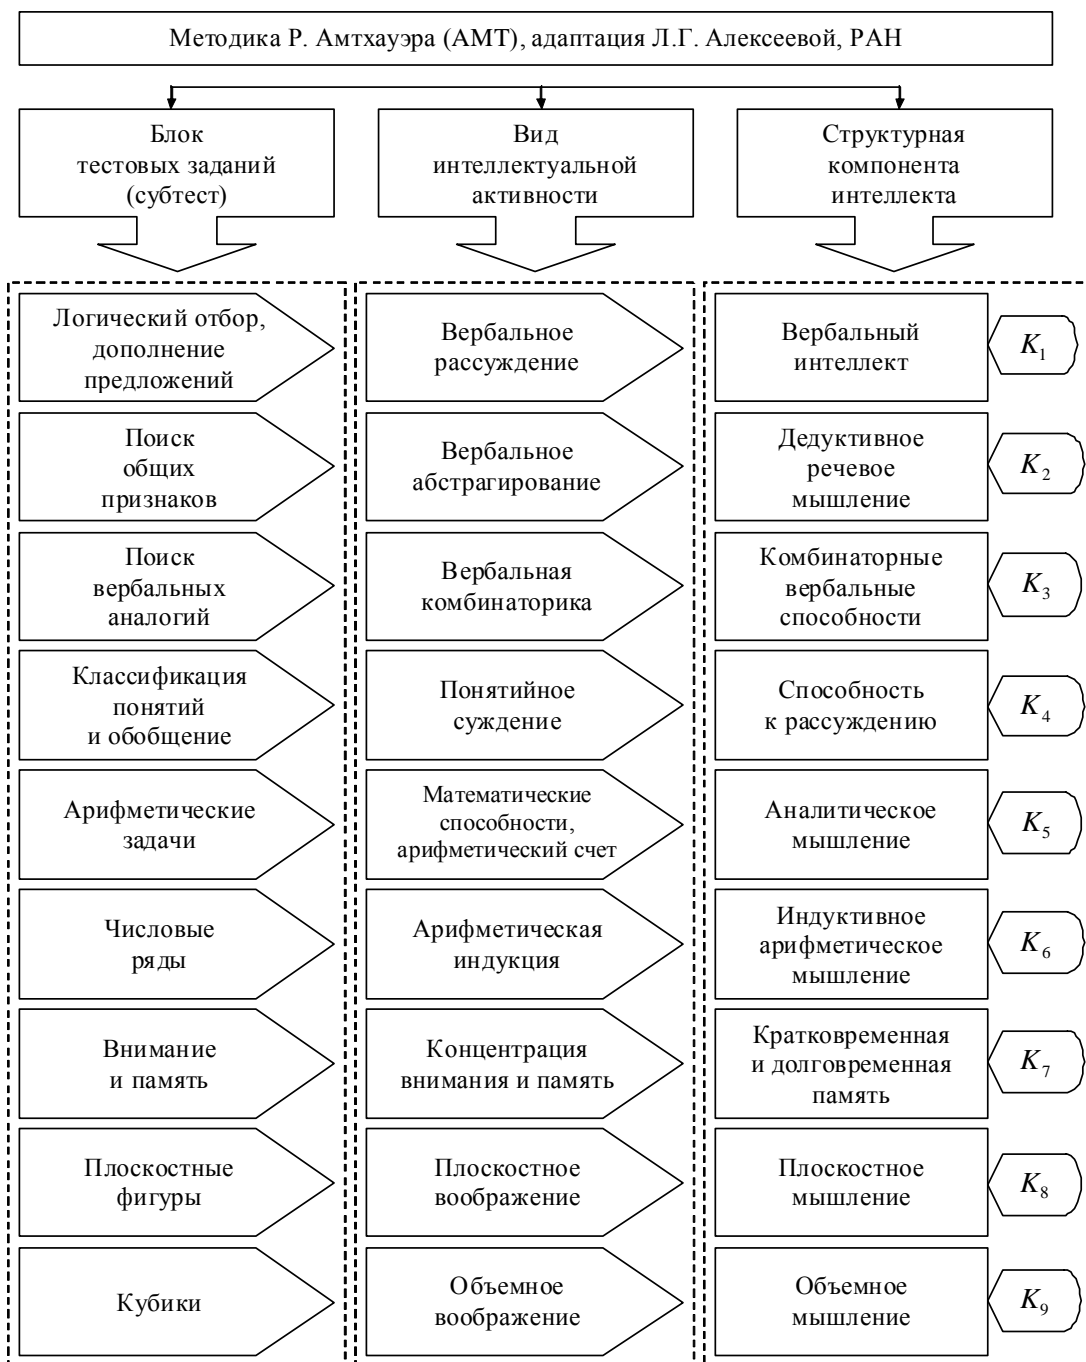 Методика Р. Амтхауэра (АМТ), адаптация Л.Г. Алексеевой, РАН
Блок
тестовых заданий
(субтест)
Вид
интеллектуальной
активности
Структурная
компонента
интеллекта
Логический отбор,
дополнение
предложений
Вербальное
рассуждение
Вербальный
интеллект
K1
Поиск
общих
признаков
Вербальное
абстрагирование
Дедуктивное
речевое
мышление
K2
Поиск
вербальных
аналогий
Вербальная
комбинаторика
Комбинаторные
вербальные
способности
K3
Классификация
понятий
и обобщение
Понятийное
суждение
Способность
к рассуждению
K4
Арифметические
задачи
Математические
способности,
арифметический счет
Аналитическое
мышление
K5
Числовые
ряды
Арифметическая
индукция
Индуктивное
арифметическое
мышление
K6
Внимание
и память
Концентрация
внимания и память
Кратковременная
и долговременная
память
K7
Плоскостные
фигуры
Плоскостное
воображение
Плоскостное
мышление
K8
Кубики
Объемное
воображение
Объемное
мышление
K9